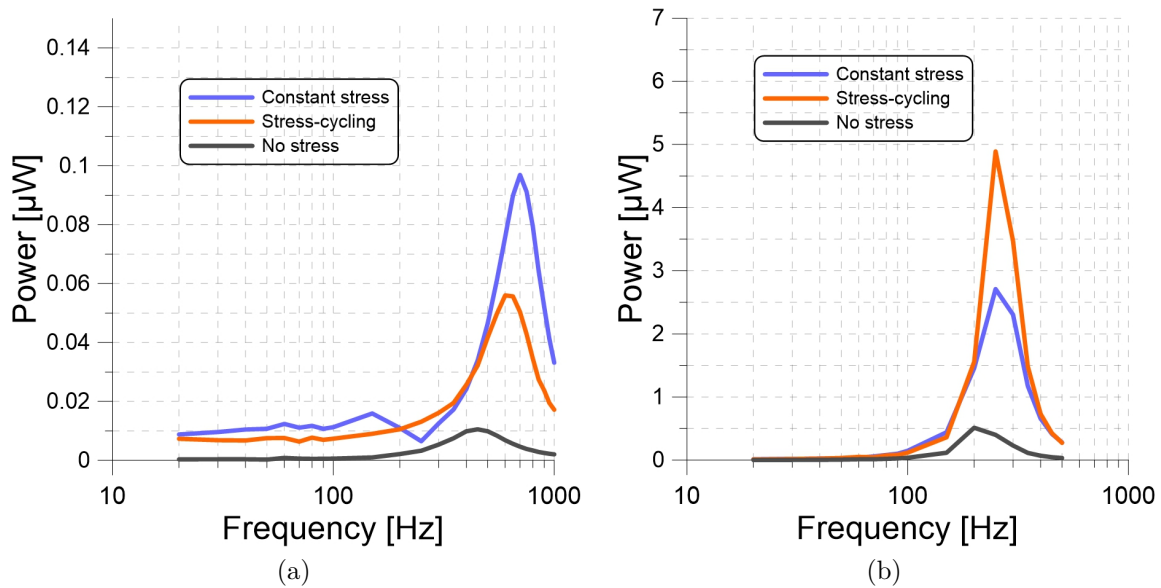 0.14
0.12
0.1
0.08
0.06
0.04
0.02
0
Power [µW]
Constant stress
Stress-cycling
No stress
10
100
1000
Frequency [Hz]
(a)
7
6
5
4
3
2
1
0
Power [µW]
Constant stress
Stress-cycling
No stress
10
100
1000
Frequency [Hz]
(b)